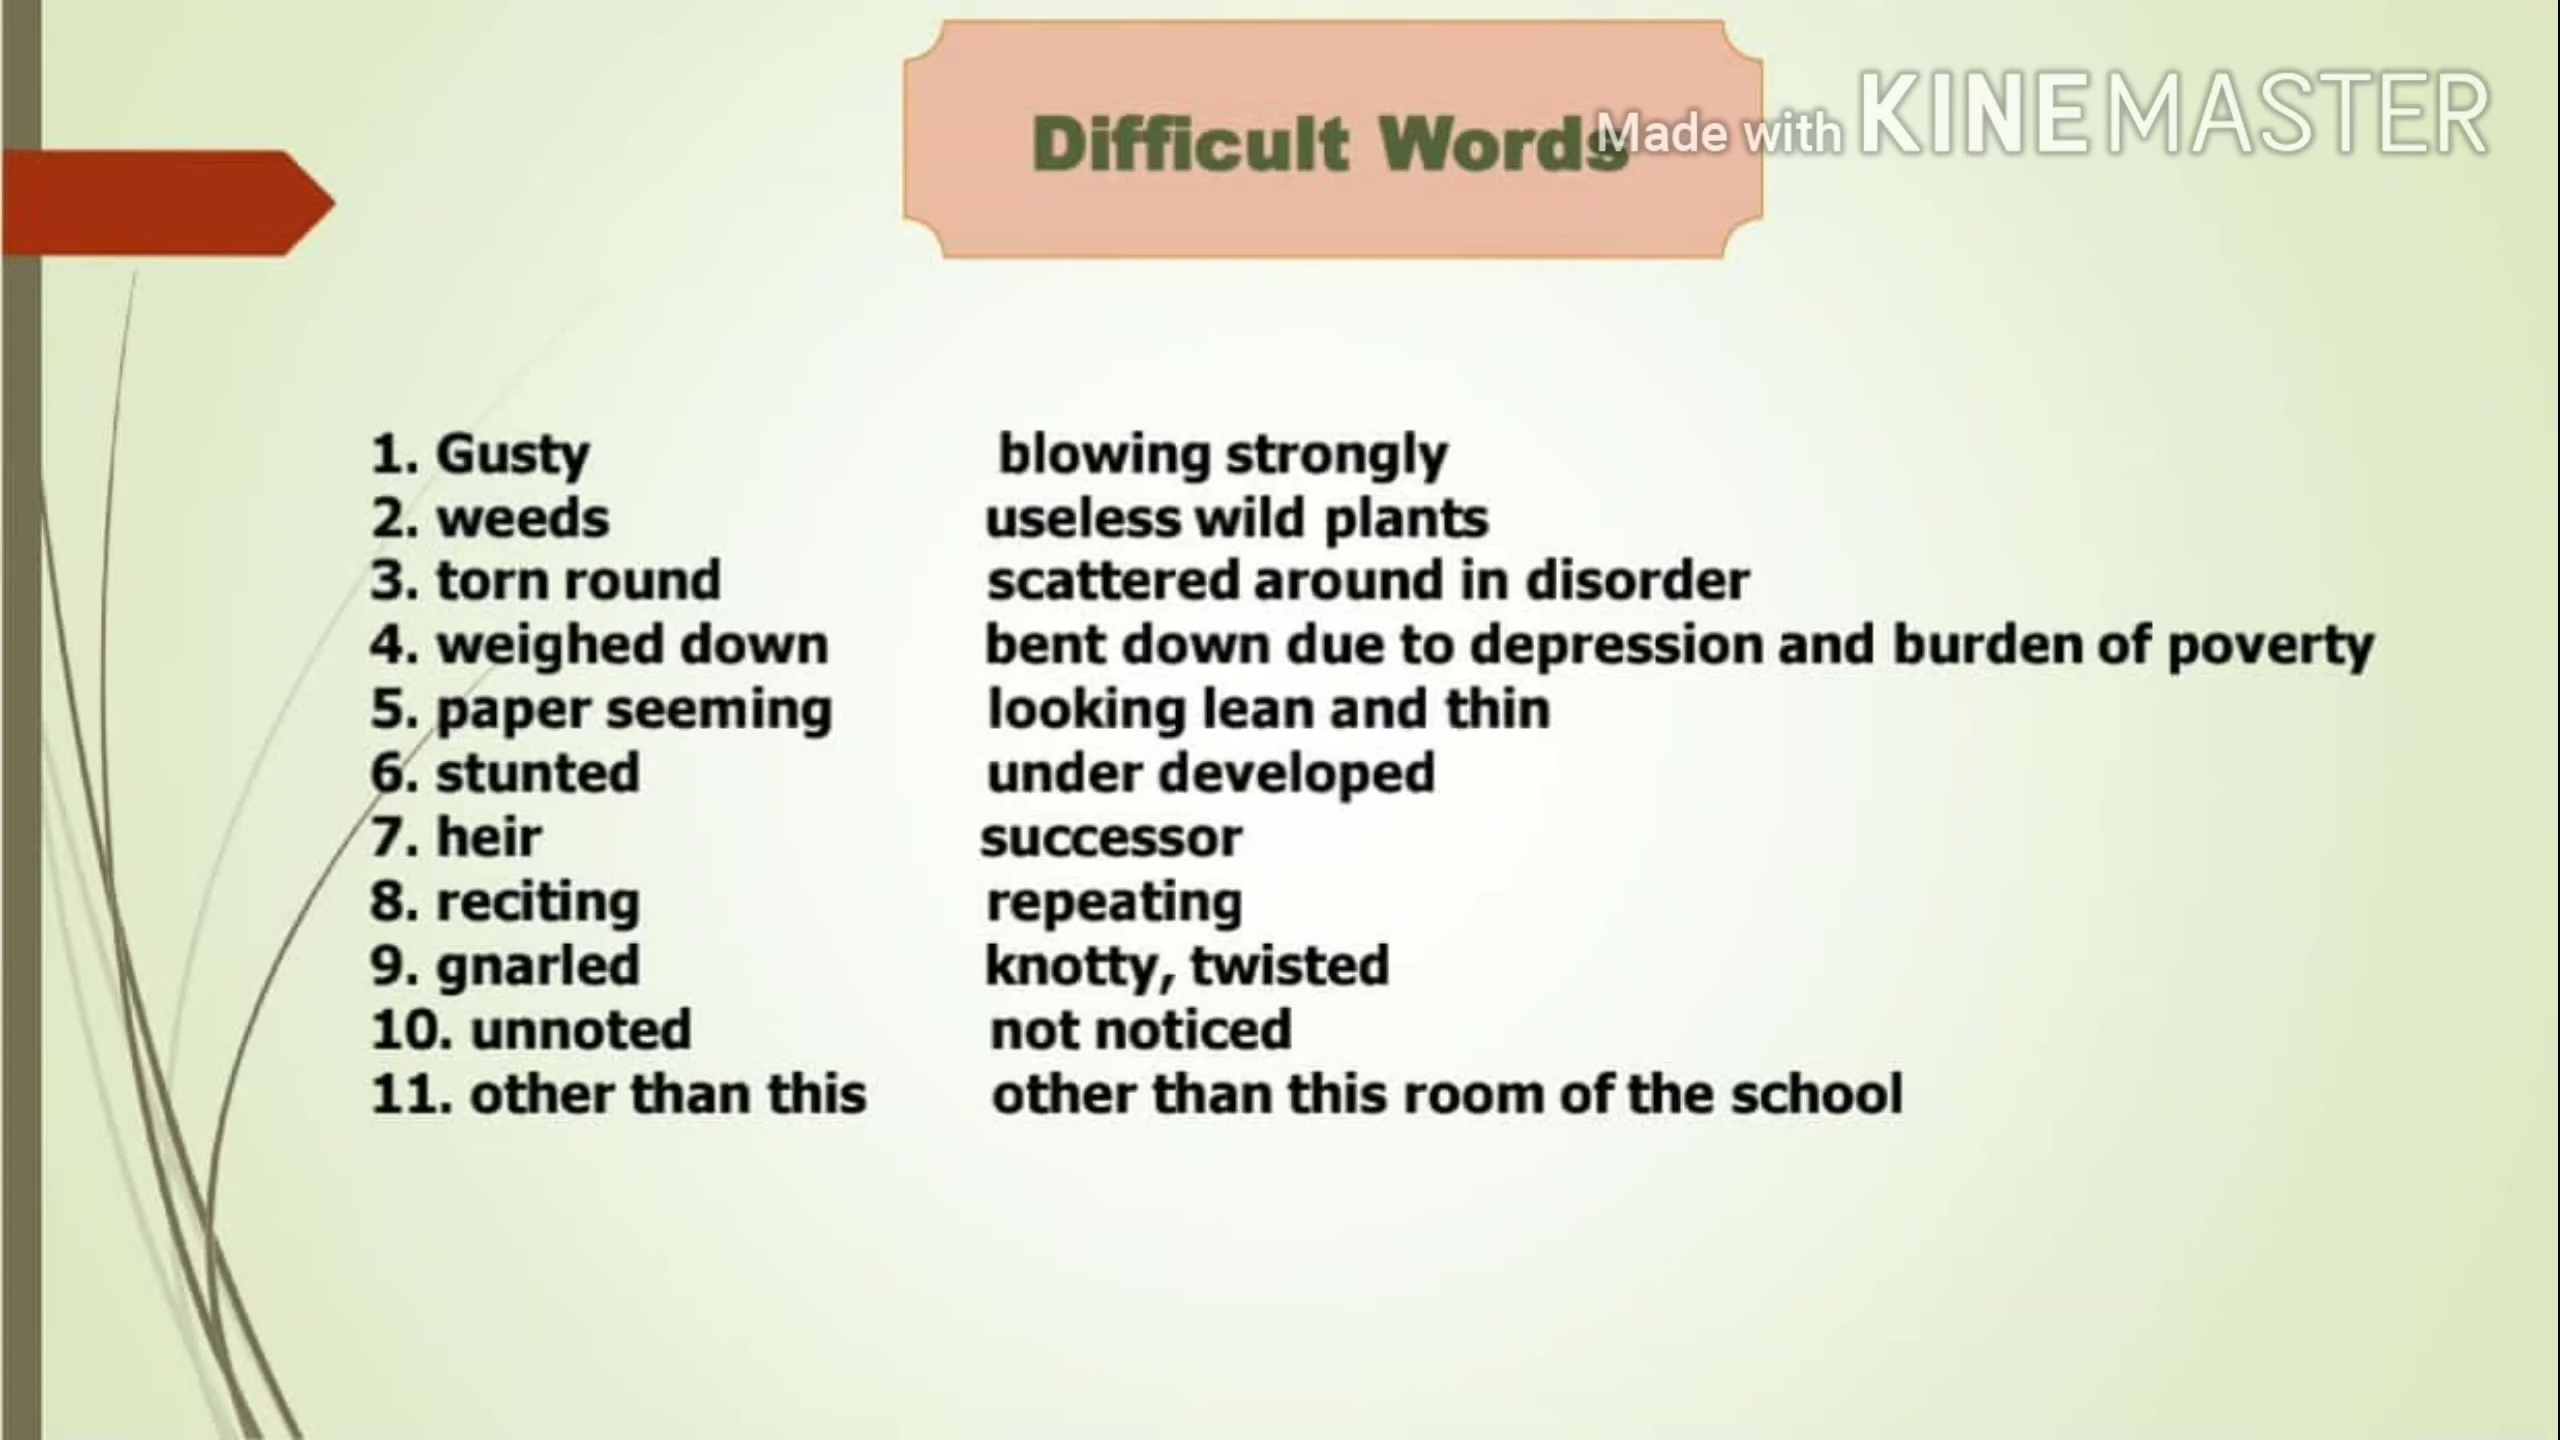 Difficult Words
Made with KINEMASTER
1. Gusty blowing strongly
2. weeds useless wild plants
3. torn round scattered around in disorder
4. weighed down bent down due to depression and burden of poverty
5. paper seeming looking lean and thin
6. stunted under developed
7. heir successor
8. reciting repeating
9. gnarled knotty, twisted
10. unnoted not noticed
11. other than this other than this room of the school